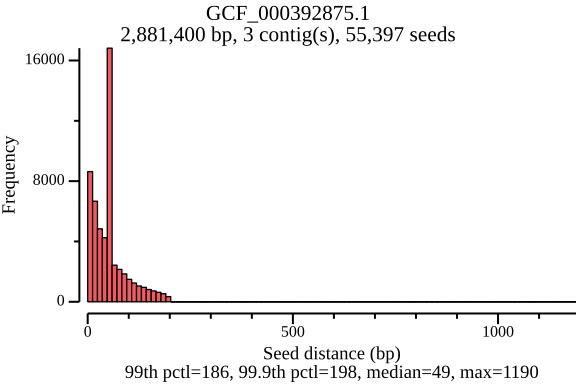 GCF_000392875.1
2,881,400 bp, 3 contig(s), 55,397 seeds
Frequency
16000
8000
0
0 500 1000
Seed distance (bp)
99th pctl=186, 99.9th pctl=198, median=49, max=1190